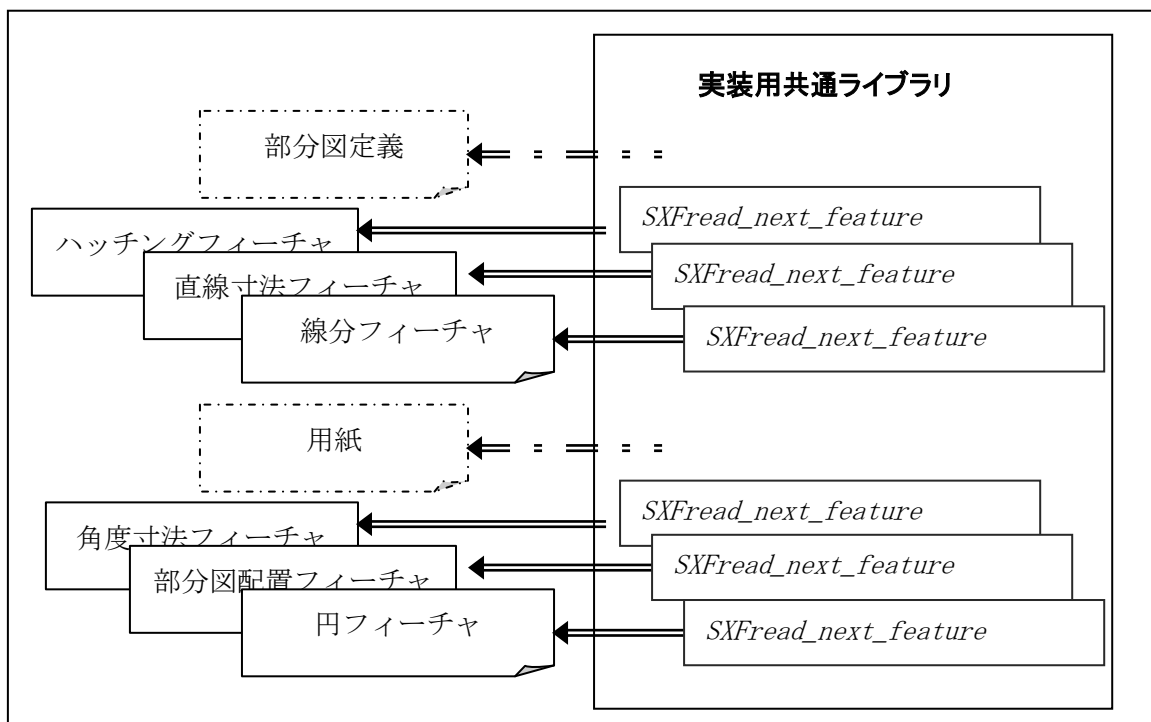 実装用共通ライブラリ
部分図定義
SXFread_next_feature
ハッチングフィーチャ
SXFread_next_feature
直線寸法フィーチャ
SXFread_next_feature
線分フィーチャ
用紙
SXFread_next_feature
角度寸法フィーチャ
SXFread_next_feature
部分図配置フィーチャ
SXFread_next_feature
円フィーチャ